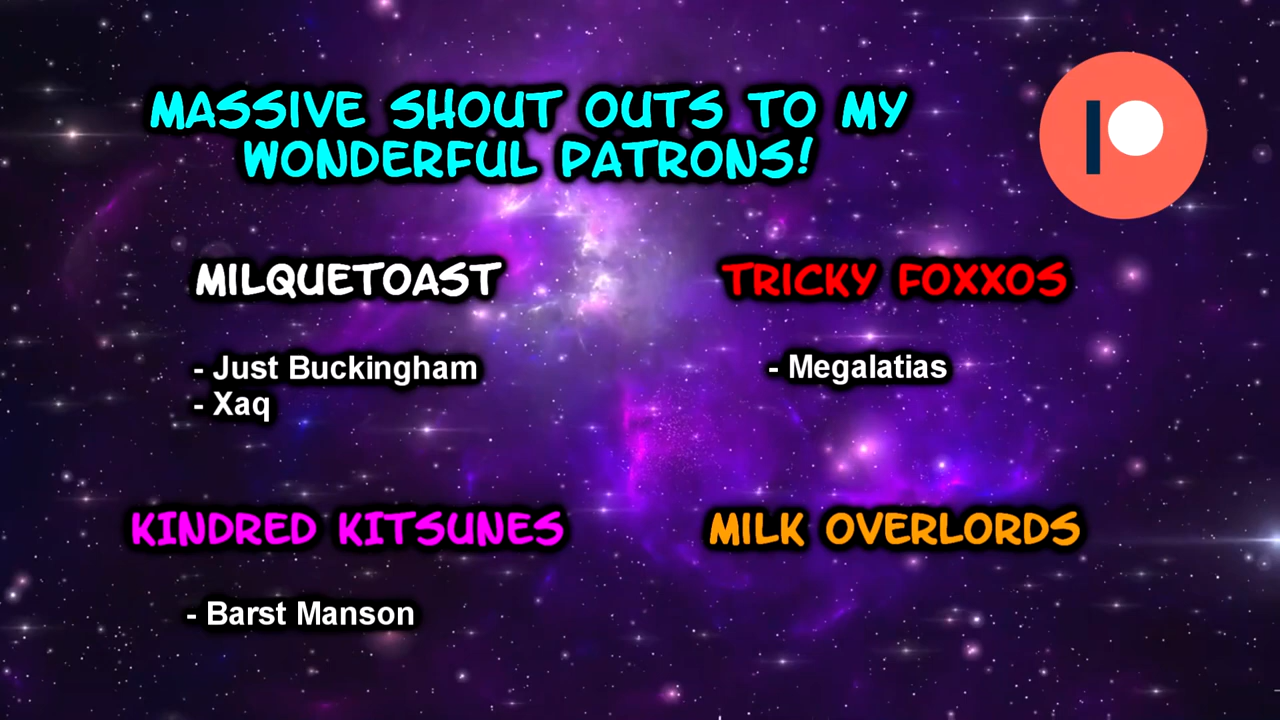 MASSIVE SHOUT OUTS TO MY
WONDERFUL PATRONS!
MILQUETOAST
- Just Buckingham
- Xaq
TRICKY FOXXOS
- Megalatias
KINDRED KITSUNES
- Barst Manson
MILK OVERLORDS